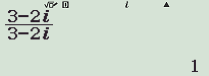 √▫/ D i ▲
3-2i
3-2i
1